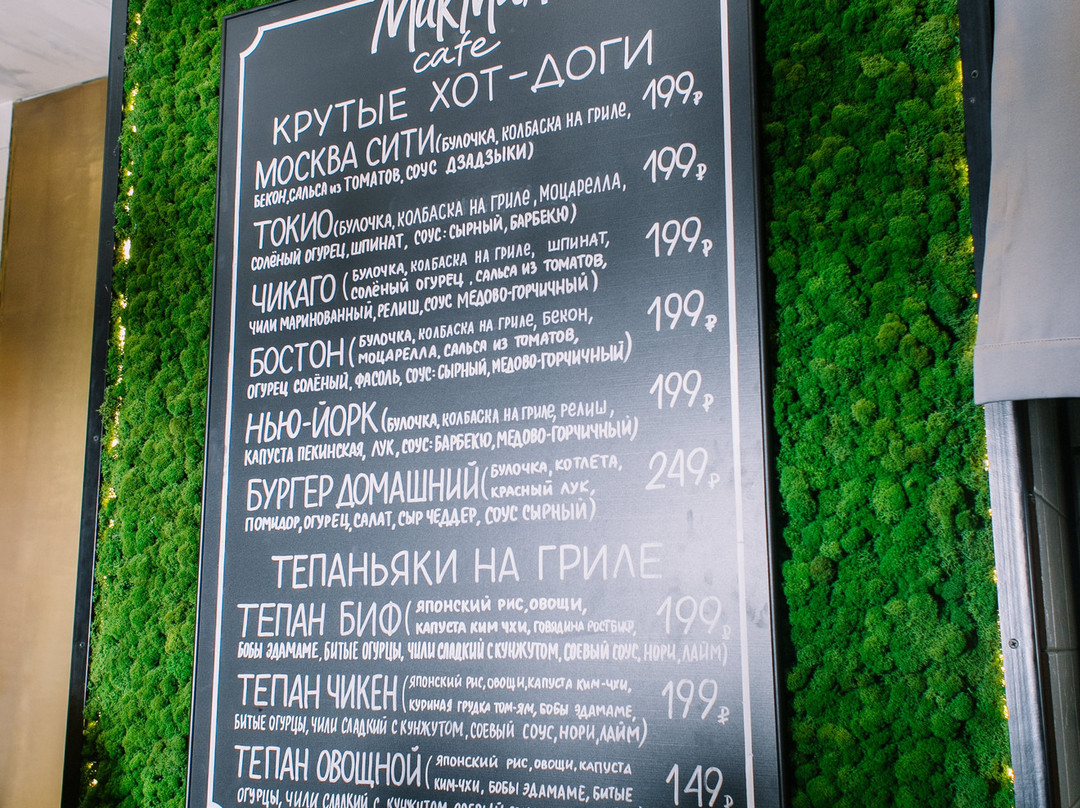 cafe
КРУТЫЕ ХОТ-ДОГИ
МОСКВА СИТИ (БУЛОЧКА, КОЛБАСКА НА ГРИЛЕ, 199₽
БЕКОН, САЛЬСА ИЗ ТОМАТОВ, СОУС ДЗАДЗЫКИ)
ТОКИО (БУЛОЧКА, КОЛБАСКА НА ГРИЛЕ, МОЦАРЕЛЛА, 199₽
СОЛЁНЫЙ ОГУРЕЦ, ШПИНАТ, СОУС: СЫРНЫЙ, БАРБЕКЮ)
ЧИКАГО (БУЛОЧКА, КОЛБАСКА НА ГРИЛЕ, ШПИНАТ, 199₽
СОЛЁНЫЙ ОГУРЕЦ, САЛЬСА ИЗ ТОМАТОВ,
ЧИЛИ МАРИНОВАННЫЙ, РЕЛИШ, СОУС МЕДОВО-ГОРЧИЧНЫЙ)
БОСТОН (БУЛОЧКА, КОЛБАСКА НА ГРИЛЕ, БЕКОН, 199₽
МОЦАРЕЛЛА, САЛЬСА ИЗ ТОМАТОВ,
ОГУРЕЦ СОЛЁНЫЙ, ФАСОЛЬ, СОУС: СЫРНЫЙ, МЕДОВО-ГОРЧИЧНЫЙ)
НЬЮ-ЙОРК (БУЛОЧКА, КОЛБАСКА НА ГРИЛЕ, РЕЛИШ, 199₽
КАПУСТА ПЕКИНСКАЯ, ЛУК, СОУС: БАРБЕКЮ, МЕДОВО-ГОРЧИЧНЫЙ)
БУРГЕР ДОМАШНИЙ (БУЛОЧКА, КОТЛЕТА, 249₽
КРАСНЫЙ ЛУК,
ПОМИДОР, ОГУРЕЦ, САЛАТ, СЫР ЧЕДДЕР, СОУС СЫРНЫЙ)
ТЕПАНЬЯКИ НА ГРИЛЕ
ТЕПАН БИФ (ЯПОНСКИЙ РИС, ОВОЩИ, 199₽
КАПУСТА КИМ ЧХИ, ГОВЯДИНА РОСТБИФ,
БОБЫ ЭДАМАМЕ, БИТЫЕ ОГУРЦЫ, ЧИЛИ СЛАДКИЙ С КУНЖУТОМ, СОЕВЫЙ СОУС, НОРИ, ЛАЙМ)
ТЕПАН ЧИКЕН (ЯПОНСКИЙ РИС, ОВОЩИ, КАПУСТА КИМ-ЧХИ, 199₽
КУРИНАЯ ГРУДКА ТОМ-ЯМ, БОБЫ ЭДАМАМЕ,
БИТЫЕ ОГУРЦЫ, ЧИЛИ СЛАДКИЙ С КУНЖУТОМ, СОЕВЫЙ СОУС, НОРИ, ЛАЙМ)
ТЕПАН ОВОЩНОЙ (ЯПОНСКИЙ РИС, ОВОЩИ, КАПУСТА 149₽
КИМ-ЧХИ, БОБЫ ЭДАМАМЕ, БИТЫЕ
ОГУРЦЫ, ЧИЛИ СЛАДКИЙ С КУНЖУТОМ, СОЕВЫЙ